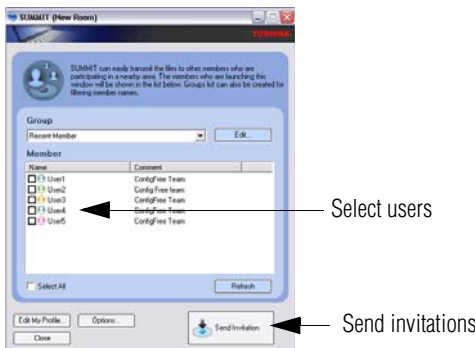 SUMMIT (New Room)
TOSHIBA
SUMMIT can easily transmit the files to other members who are
participating in a nearby area. The members who are launching this
window will be shown in the list below. Groups list can also be created for
filtering member names.
Group
Recent Member
Edit...
Member
Name Comment
User1 ConfigFree Team
User2 Config Free team
User3 ConfigFree Team
User4 ConfigFree Team
User5 ConfigFree Team
Select users
Select All
Refresh
Edit My Profile...
Options...
Send Invitation
Send invitations
Close